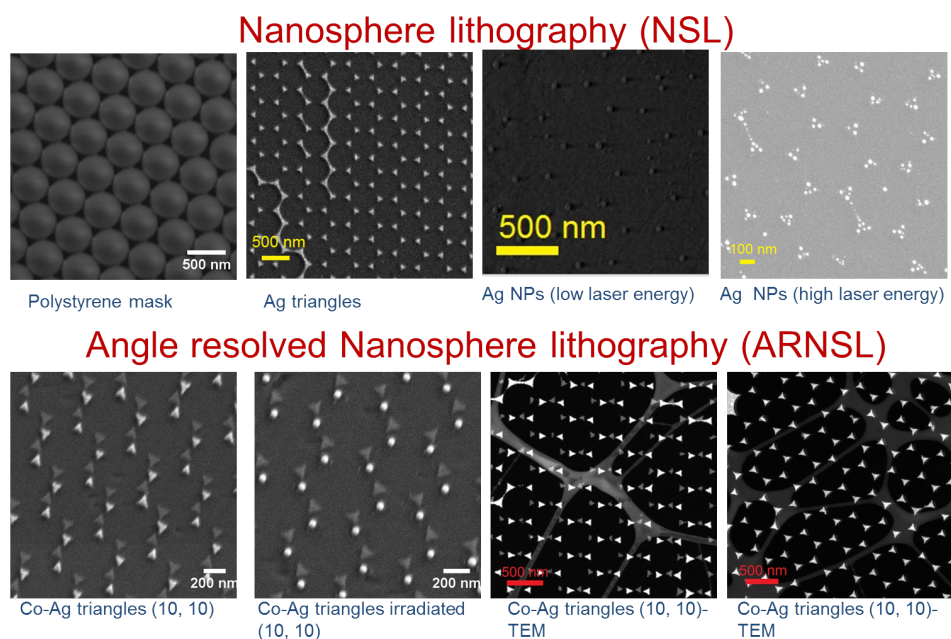 Nanosphere lithography (NSL)
500 nm
500 nm
500 nm
100 nm
Polystyrene mask
Ag triangles
Ag NPs (low laser energy)
Ag NPs (high laser energy)
Angle resolved Nanosphere lithography (ARNSL)
200 nm
200 nm
500 nm
500 nm
Co-Ag triangles (10, 10)
Co-Ag triangles irradiated
(10, 10)
Co-Ag triangles (10, 10)-
TEM
Co-Ag triangles (10, 10)-
TEM